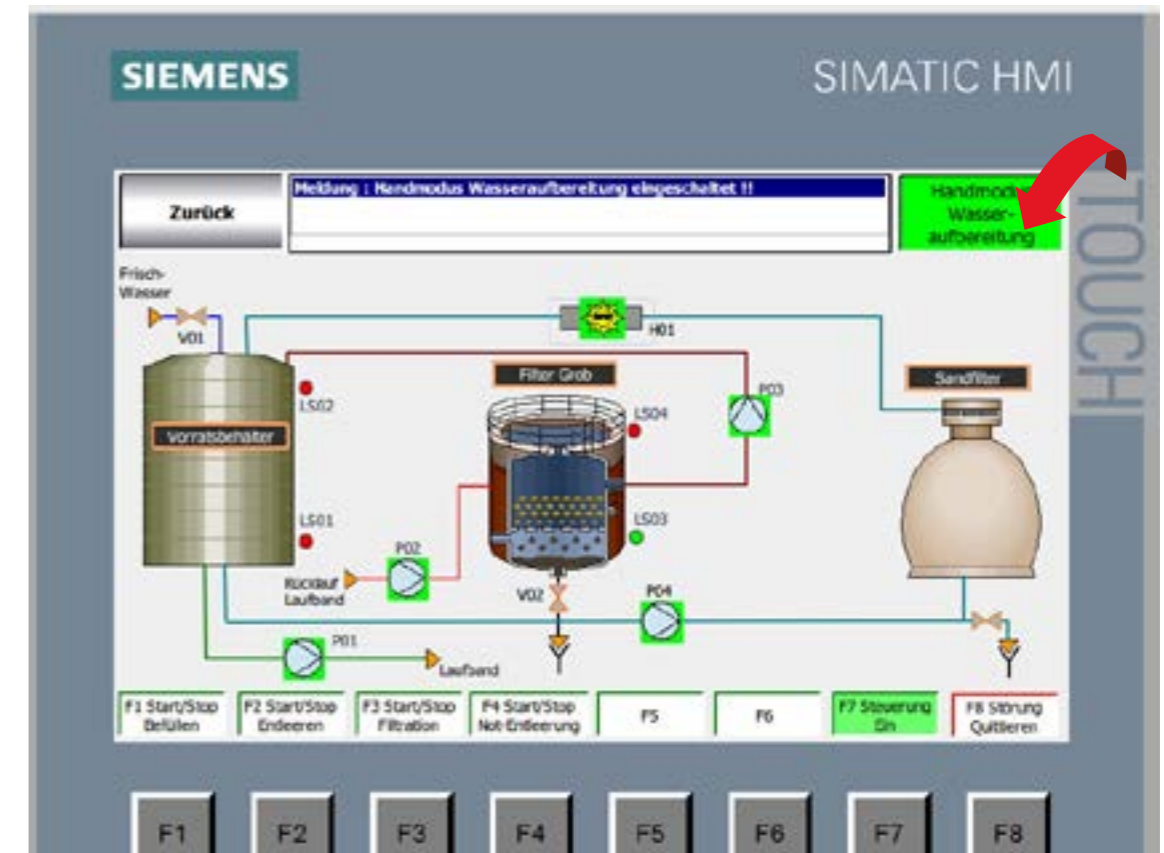 SIEMENS
SIMATIC HMI
TOUCH
Zurück
Meldung : Handmodus Wasseraufbereitung eingeschaltet !!
Handmodus
Wasser-
aufbereitung
Frisch-
Wasser
V01
H01
Filter Grob
P03
Sandfilter
LS02
LS04
Vorratsbehälter
LS01
LS03
P02
Rücklauf
Laufband
V02
P04
P01
Laufband
F1 Start/Stop
Befüllen
F2 Start/Stop
Entleeren
F3 Start/Stop
Filtration
F4 Start/Stop
Not-Entleerung
F5
F6
F7 Steuerung
Ein
F8 Störung
Quittieren
F1
F2
F3
F4
F5
F6
F7
F8